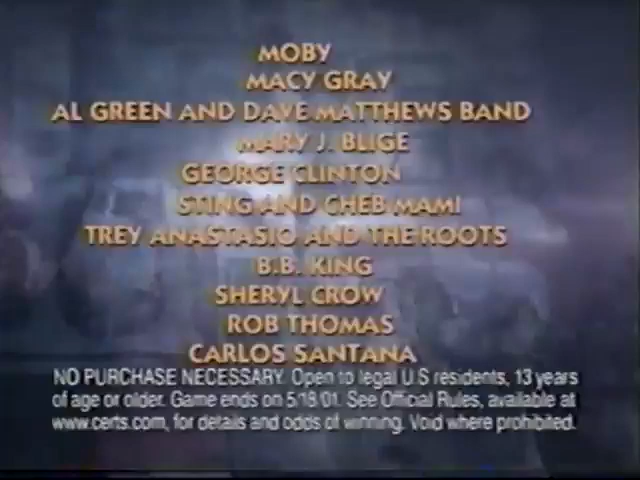 MOBY
MACY GRAY
AL GREEN AND DAVE MATTHEWS BAND
MARY J. BLIGE
GEORGE CLINTON
STING AND CHEB MAMI
TREY ANASTASIO AND THE ROOTS
B.B. KING
SHERYL CROW
ROB THOMAS
CARLOS SANTANA
NO PURCHASE NECESSARY. Open to legal U.S residents, 13 years
of age or older. Game ends on 5/18/01. See Official Rules, available at
www.certs.com, for details and odds of winning. Void where prohibited.